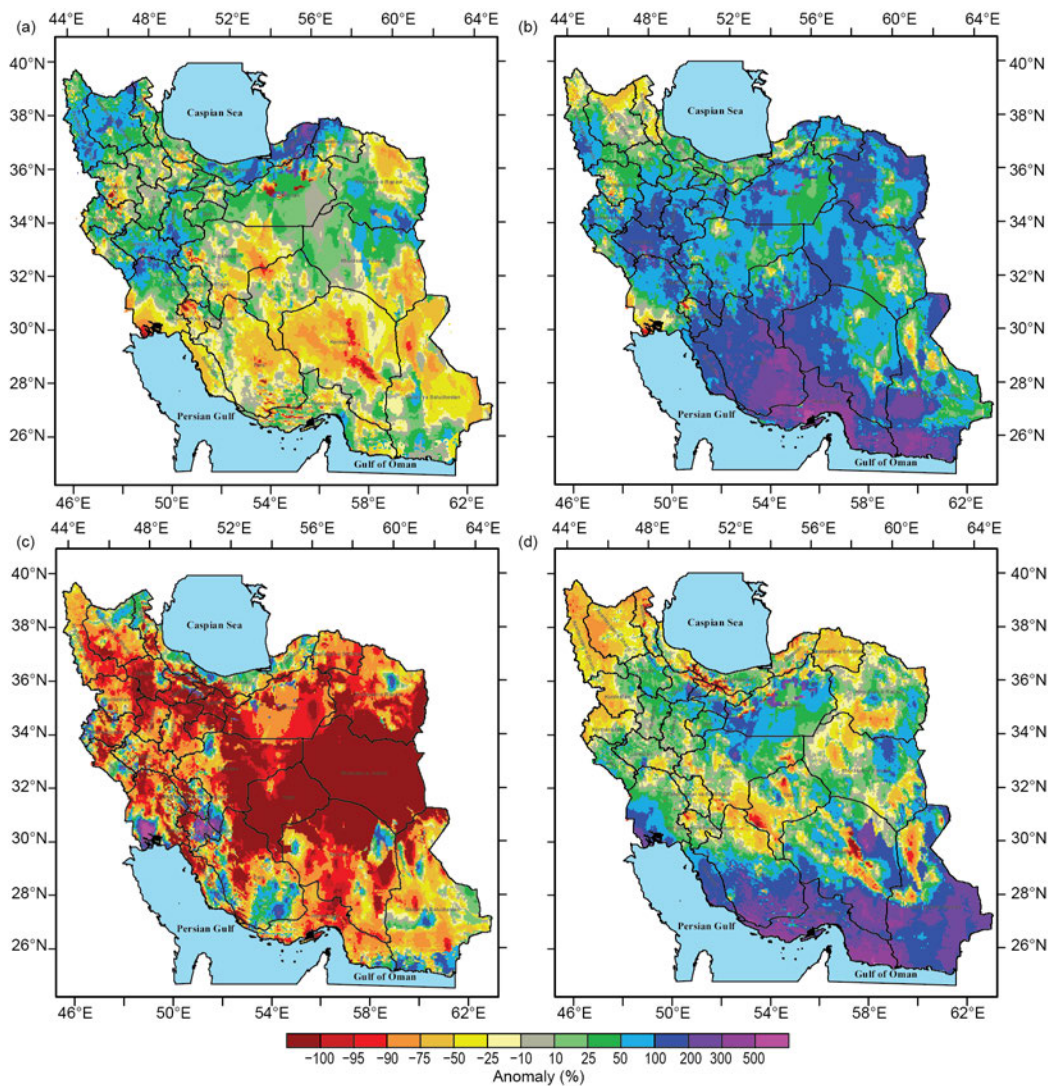 (a)
44°E 48°E 52°E 56°E 60°E 64°E
40°N
38°N
36°N
34°N
32°N
30°N
28°N
26°N
Caspian Sea
Persian Gulf
Gulf of Oman
46°E 50°E 54°E 58°E 62°E
(b)
44°E 48°E 52°E 56°E 60°E 64°E
Caspian Sea
Persian Gulf
Gulf of Oman
40°N
38°N
36°N
34°N
32°N
30°N
28°N
26°N
46°E 50°E 54°E 58°E 62°E
(c)
44°E 48°E 52°E 56°E 61°E 64°E
40°N
38°N
36°N
34°N
32°N
30°N
28°N
26°N
Caspian Sea
Persian Gulf
Gulf of Oman
46°E 50°E 54°E 58°E 62°E
(d)
44°E 48°E 52°E 56°E 60°E 64°E
Caspian Sea
Persian Gulf
Gulf of Oman
40°N
38°N
36°N
34°N
32°N
30°N
28°N
26°N
46°E 50°E 54°E 58°E 62°E
−100 −95 −90 −75 −50 −25 −10 10 25 50 100 200 300 500
Anomaly (%)